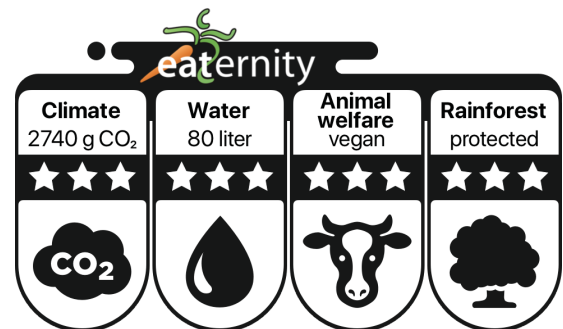 eaternity
Climate
2740 g CO₂
Water
80 liter
Animal
welfare
vegan
Rainforest
protected
CO₂